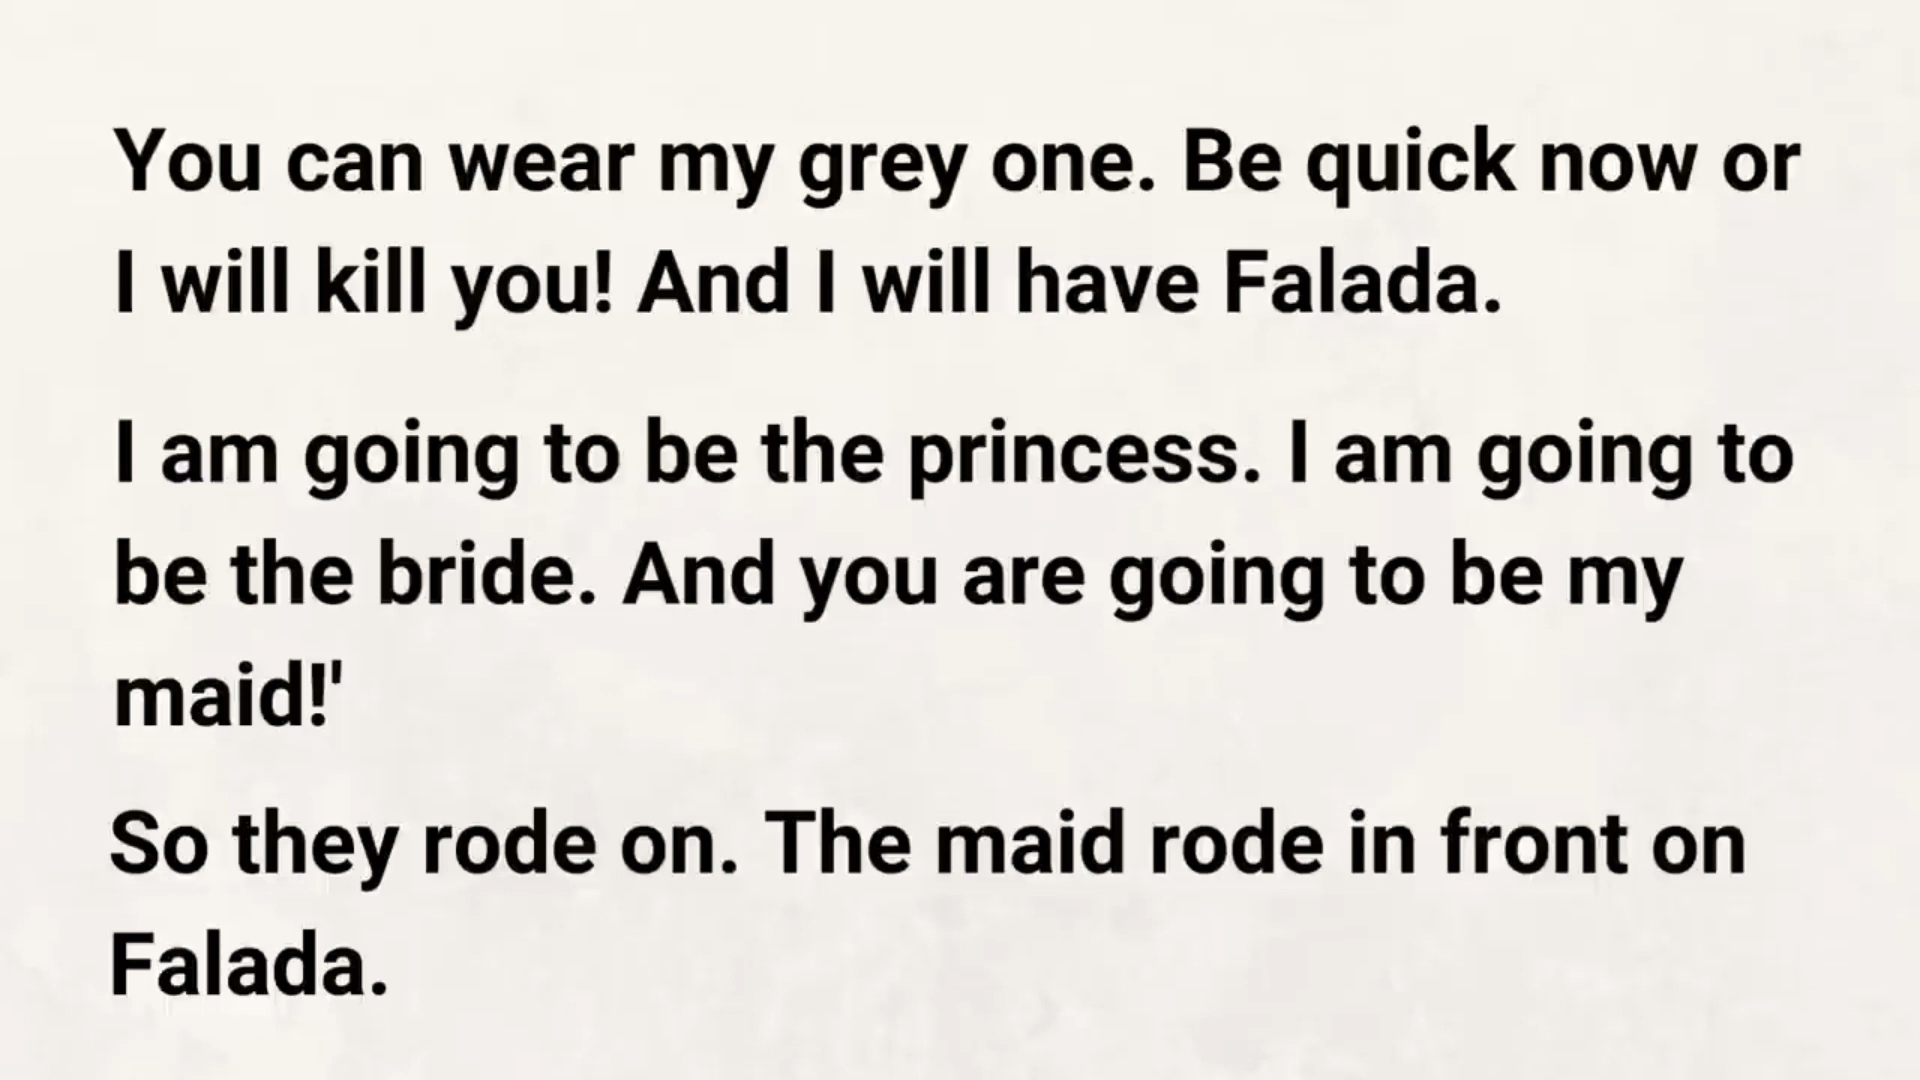 You can wear my grey one. Be quick now or
I will kill you! And I will have Falada.
I am going to be the princess. I am going to
be the bride. And you are going to be my
maid!'
So they rode on. The maid rode in front on
Falada.